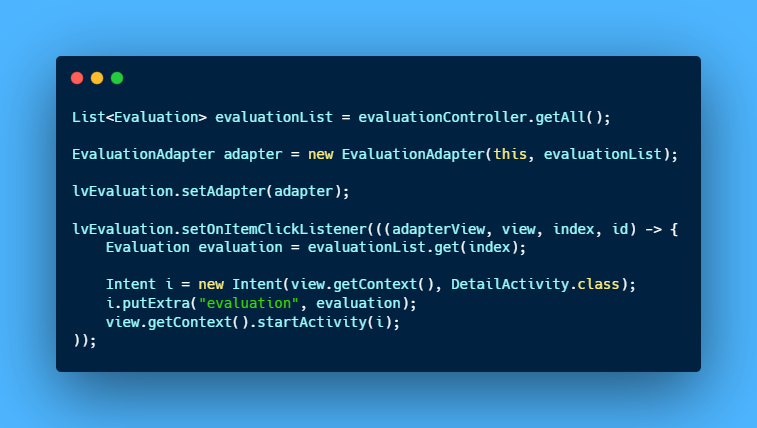 List<Evaluation> evaluationList = evaluationController.getAll();
EvaluationAdapter adapter = new EvaluationAdapter(this, evaluationList);
lvEvaluation.setAdapter(adapter);
lvEvaluation.setOnItemClickListener(((adapterView, view, index, id) -> {
    Evaluation evaluation = evaluationList.get(index);
    Intent i = new Intent(view.getContext(), DetailActivity.class);
    i.putExtra("evaluation", evaluation);
    view.getContext().startActivity(i);
));